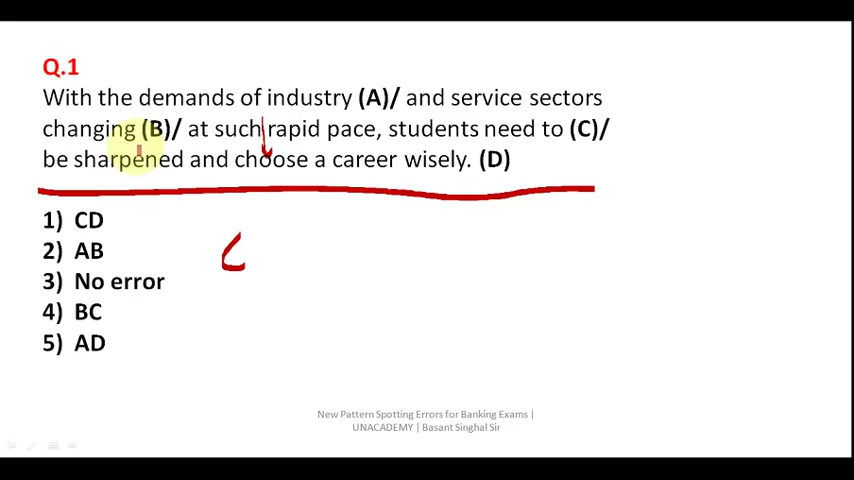 Q.1
With the demands of industry (A)/ and service sectors
changing (B)/ at such rapid pace, students need to (C)/
be sharpened and choose a career wisely. (D)
1) CD
2) AB
C
3) No error
4) BC
5) AD
New Pattern Spotting Errors for Banking Exams |
UNACADEMY | Basant Singhal Sir